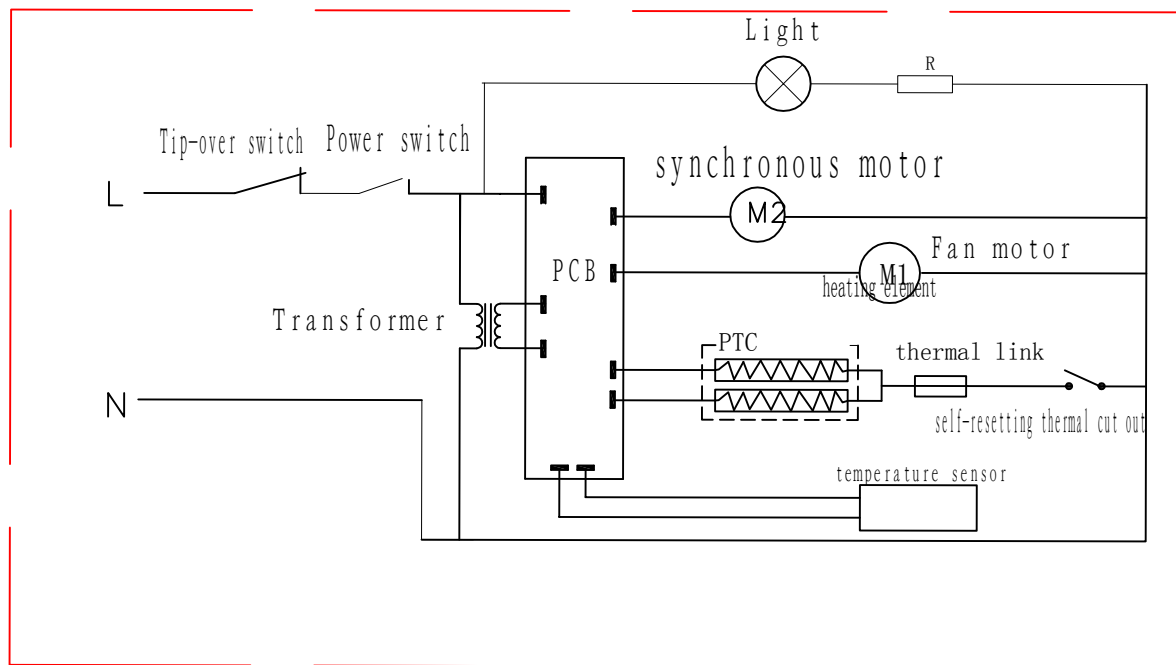 Light
R
Tip-over switch
Power switch
synchronous motor
L
M2
Fan motor
PCB
M1
heating element
Transformer
PTC
thermal link
N
self-resetting thermal cut out
temperature sensor